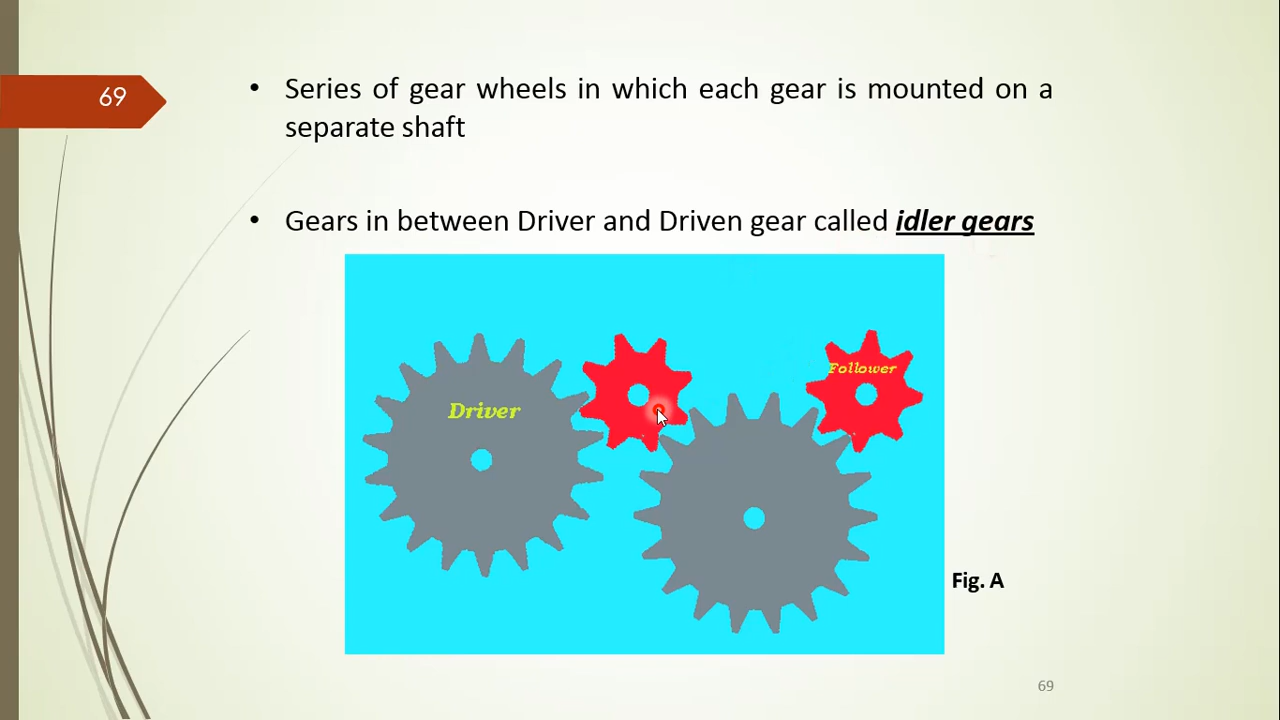 69
• Series of gear wheels in which each gear is mounted on a
separate shaft
• Gears in between Driver and Driven gear called idler gears
Driver
Follower
Fig. A
69